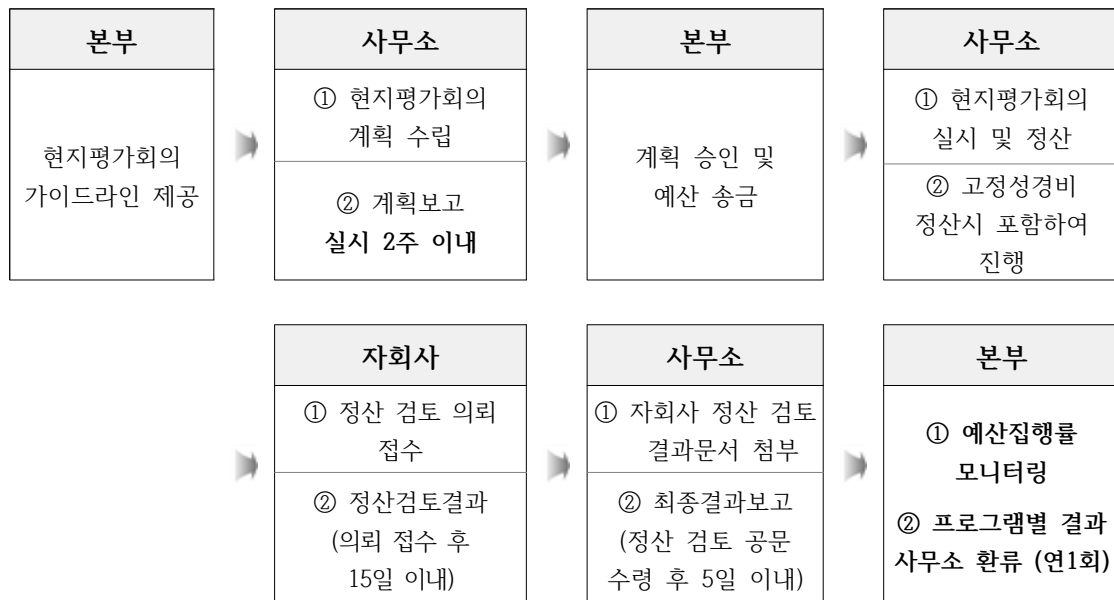 본부
현지평가회의
가이드라인 제공
사무소
① 현지평가회의
계획 수립
② 계획보고
실시 2주 이내
본부
계획 승인 및
예산 송금
사무소
① 현지평가회의
실시 및 정산
② 고정성경비
정산시 포함하여
진행
자회사
① 정산 검토 의뢰
접수
② 정산검토결과
(의뢰 접수 후
15일 이내)
사무소
① 자회사 정산 검토
결과문서 첨부
② 최종결과보고
(정산 검토 공문
수령 후 5일 이내)
본부
① 예산집행률
모니터링
② 프로그램별 결과
사무소 환류 (연1회)